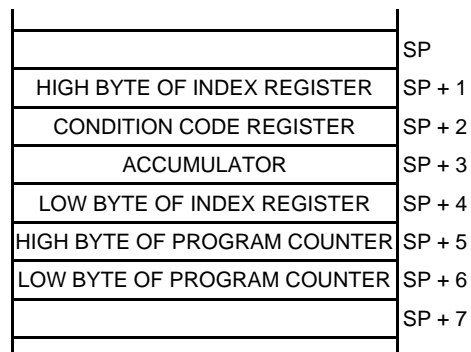 SP
HIGH BYTE OF INDEX REGISTER SP + 1
CONDITION CODE REGISTER SP + 2
ACCUMULATOR SP + 3
LOW BYTE OF INDEX REGISTER SP + 4
HIGH BYTE OF PROGRAM COUNTER SP + 5
LOW BYTE OF PROGRAM COUNTER SP + 6
SP + 7